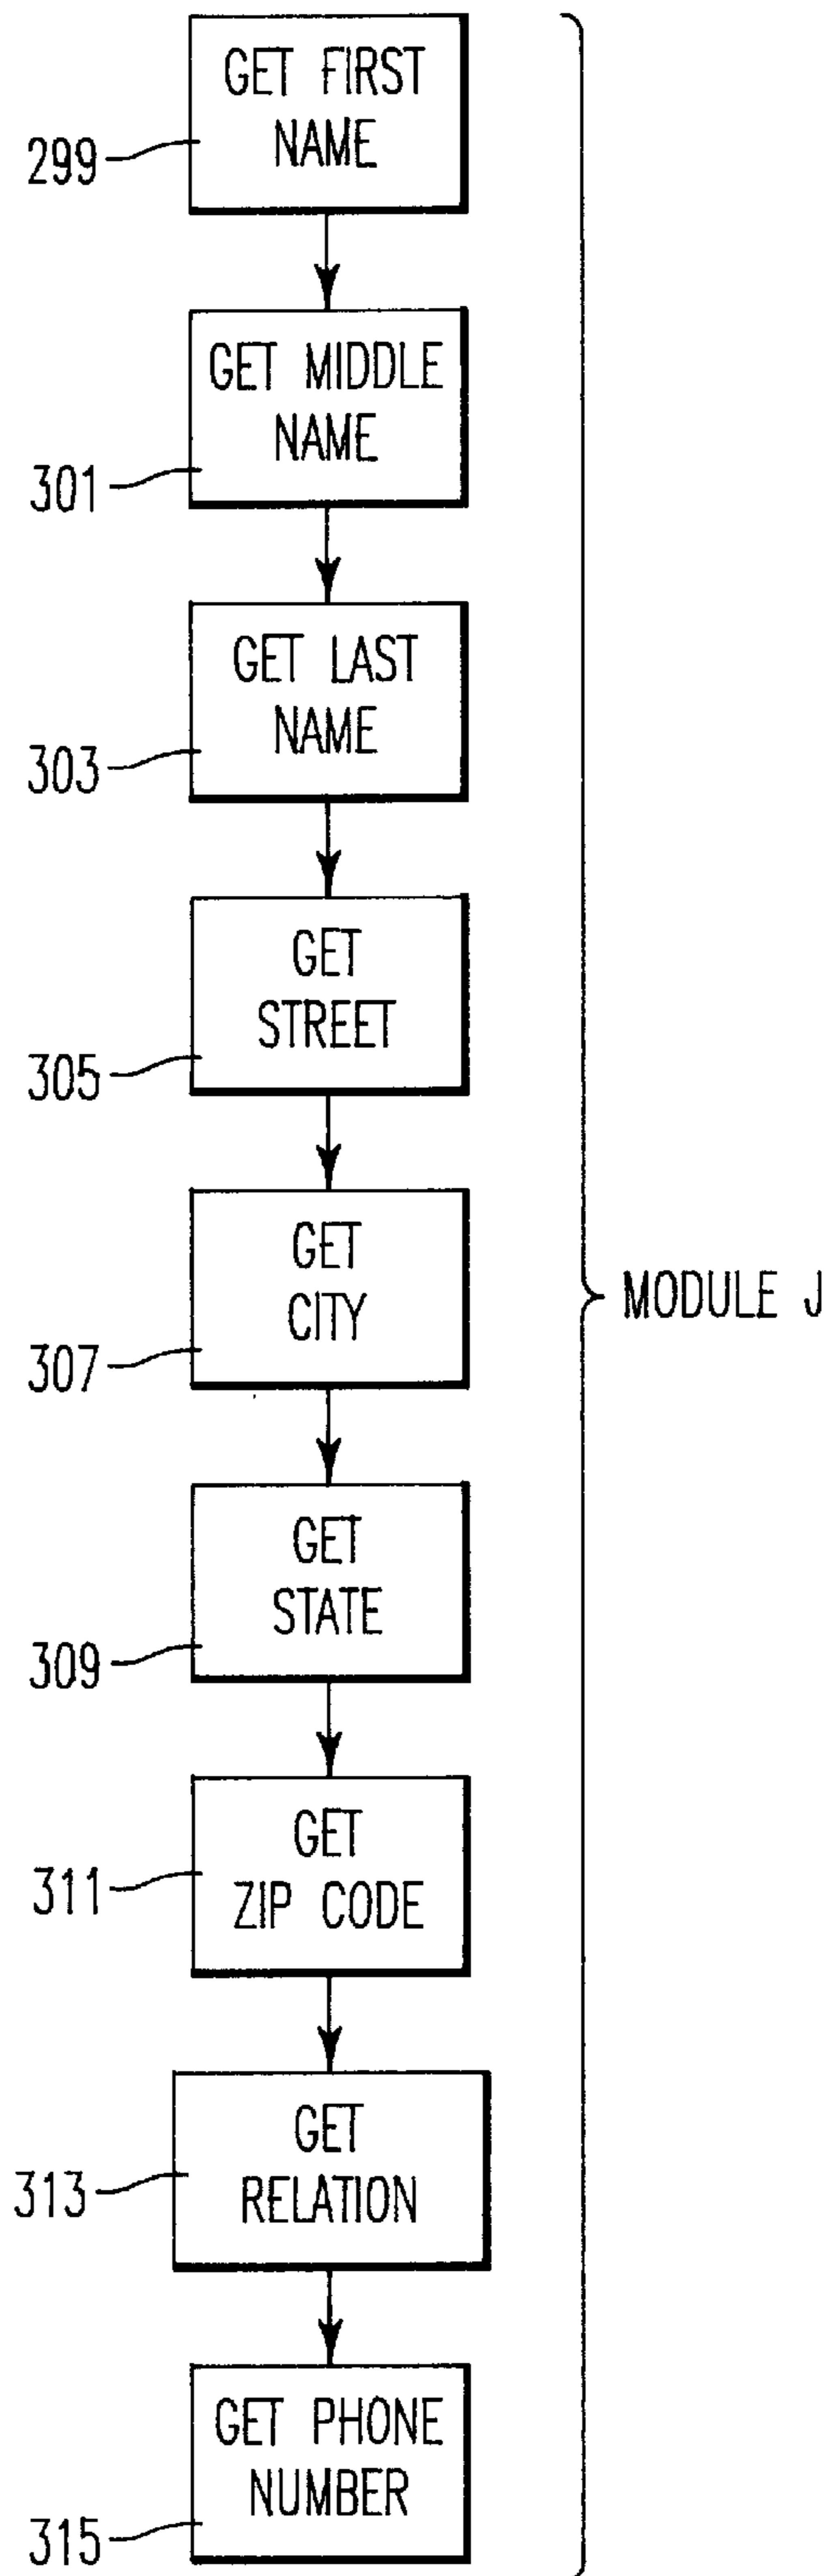 GET FIRST
NAME
299
GET MIDDLE
NAME
301
GET LAST
NAME
303
GET
STREET
305
GET
CITY
307
MODULE J
GET
STATE
309
GET
ZIP CODE
311
GET
RELATION
313
GET PHONE
NUMBER
315